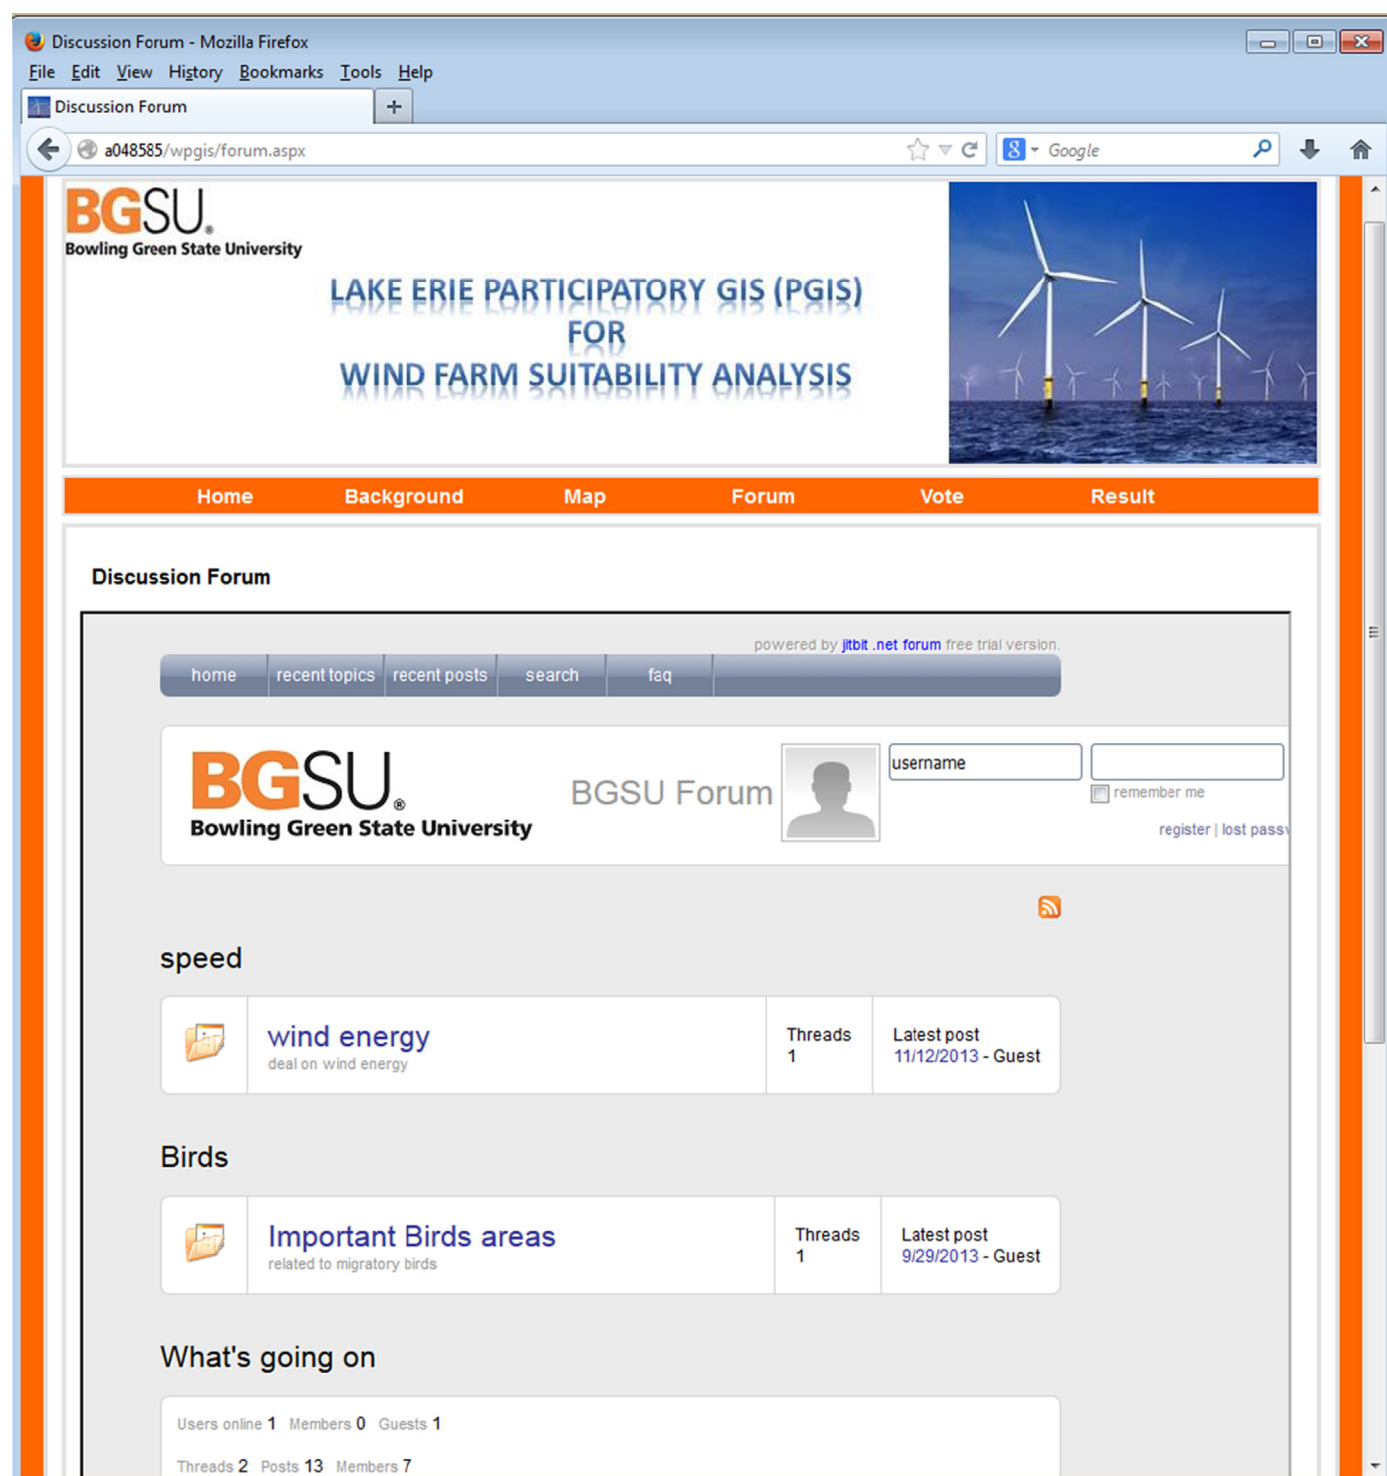 Discussion Forum - Mozilla Firefox
File Edit View History Bookmarks Tools Help
Discussion Forum +
a048585/wpgis/forum.aspx 8 Google
BGSU®
Bowling Green State University
LAKE ERIE PARTICIPATORY GIS (PGIS)
FOR
WIND FARM SUITABILITY ANALYSIS
Home Background Map Forum Vote Result
Discussion Forum
powered by jitbit .net forum free trial version.
home recent topics recent posts search faq
BGSU® BGSU Forum username
Bowling Green State University
remember me
register | lost passw
speed
wind energy
deal on wind energy
Threads
1
Latest post
11/12/2013 - Guest
Birds
Important Birds areas
related to migratory birds
Threads
1
Latest post
9/29/2013 - Guest
What's going on
Users online 1 Members 0 Guests 1
Threads 2 Posts 13 Members 7